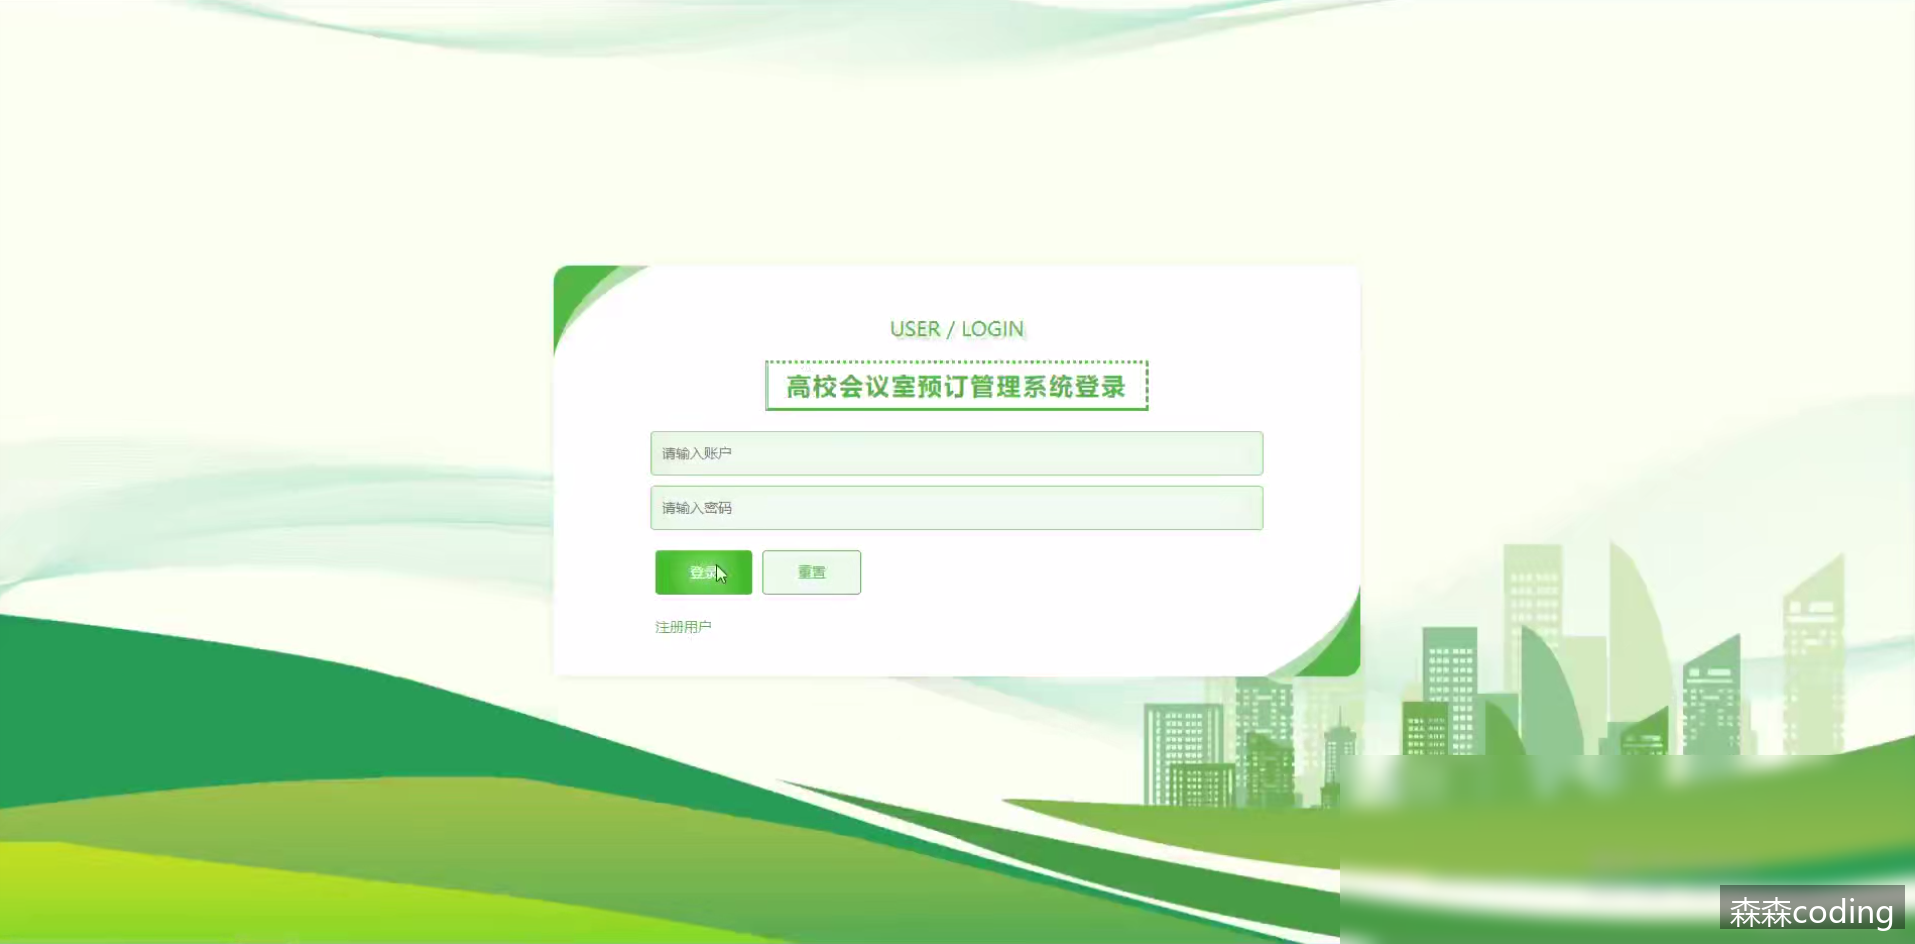 USER / LOGIN
高校会议室预订管理系统登录
请输入账户
请输入密码
登录
重置
注册用户
森森coding